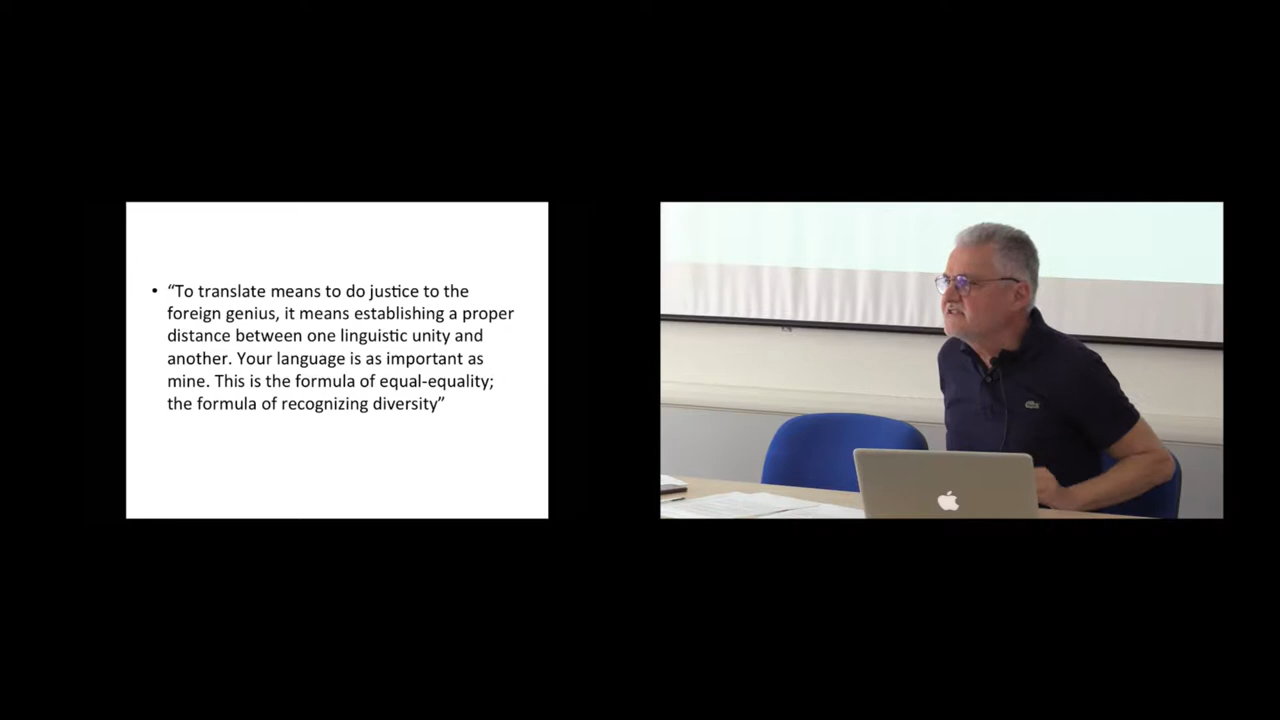 • “To translate means to do justice to the
foreign genius, it means establishing a proper
distance between one linguistic unity and
another. Your language is as important as
mine. This is the formula of equal-equality;
the formula of recognizing diversity”